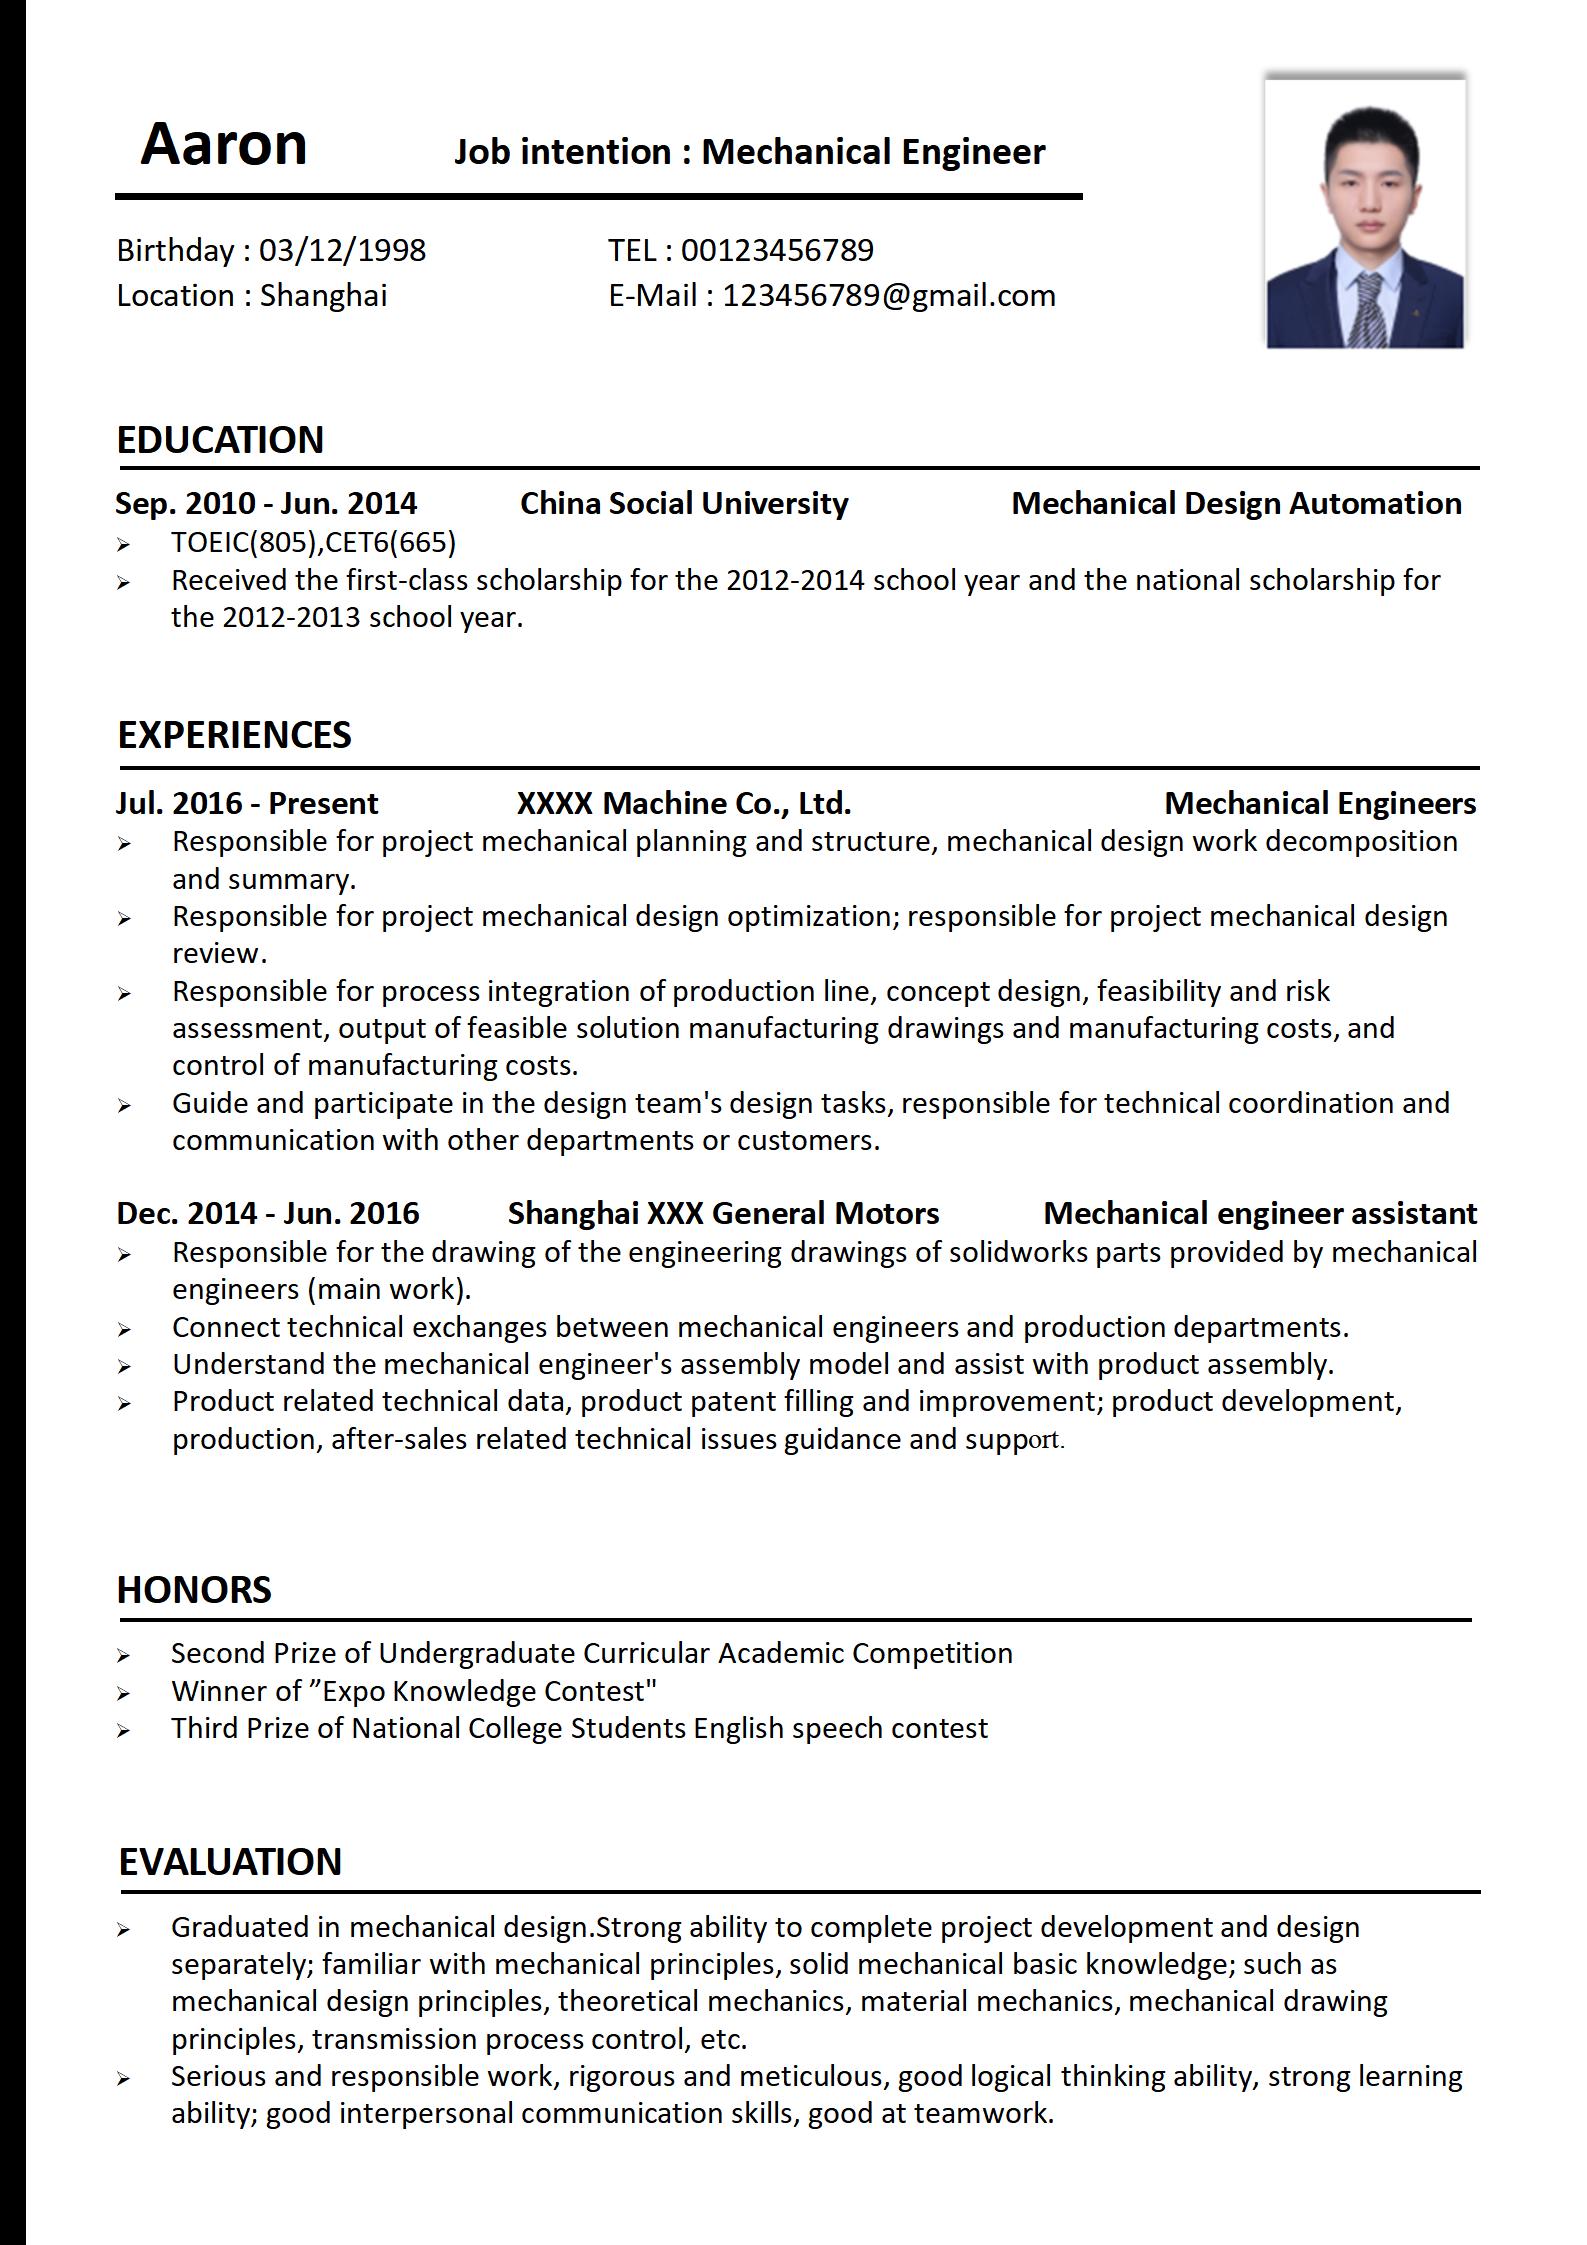 Aaron Job intention : Mechanical Engineer
Birthday : 03/12/1998 TEL : 00123456789
Location : Shanghai E-Mail : 123456789@gmail.com
EDUCATION
Sep. 2010 - Jun. 2014 China Social University Mechanical Design Automation
➢ TOEIC(805),CET6(665)
➢ Received the first-class scholarship for the 2012-2014 school year and the national scholarship for
the 2012-2013 school year.
EXPERIENCES
Jul. 2016 - Present XXXX Machine Co., Ltd. Mechanical Engineers
➢ Responsible for project mechanical planning and structure, mechanical design work decomposition
and summary.
➢ Responsible for project mechanical design optimization; responsible for project mechanical design
review.
➢ Responsible for process integration of production line, concept design, feasibility and risk
assessment, output of feasible solution manufacturing drawings and manufacturing costs, and
control of manufacturing costs.
➢ Guide and participate in the design team's design tasks, responsible for technical coordination and
communication with other departments or customers.
Dec. 2014 - Jun. 2016 Shanghai XXX General Motors Mechanical engineer assistant
➢ Responsible for the drawing of the engineering drawings of solidworks parts provided by mechanical
engineers (main work).
➢ Connect technical exchanges between mechanical engineers and production departments.
➢ Understand the mechanical engineer's assembly model and assist with product assembly.
➢ Product related technical data, product patent filling and improvement; product development,
production, after-sales related technical issues guidance and support.
HONORS
➢ Second Prize of Undergraduate Curricular Academic Competition
➢ Winner of ”Expo Knowledge Contest"
➢ Third Prize of National College Students English speech contest
EVALUATION
➢ Graduated in mechanical design.Strong ability to complete project development and design
separately; familiar with mechanical principles, solid mechanical basic knowledge; such as
mechanical design principles, theoretical mechanics, material mechanics, mechanical drawing
principles, transmission process control, etc.
➢ Serious and responsible work, rigorous and meticulous, good logical thinking ability, strong learning
ability; good interpersonal communication skills, good at teamwork.